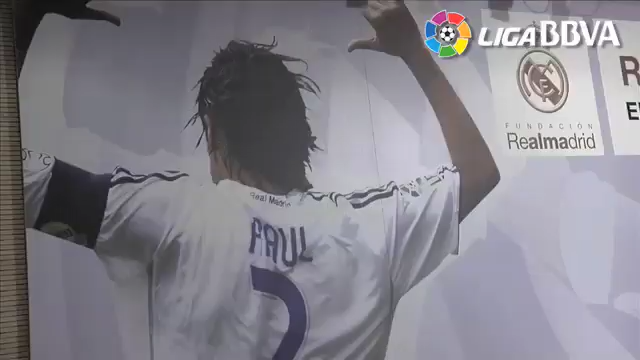 LIGA BBVA
FUNDACIÓN
Realmadrid
R
E
Real Madrid
RAUL
7